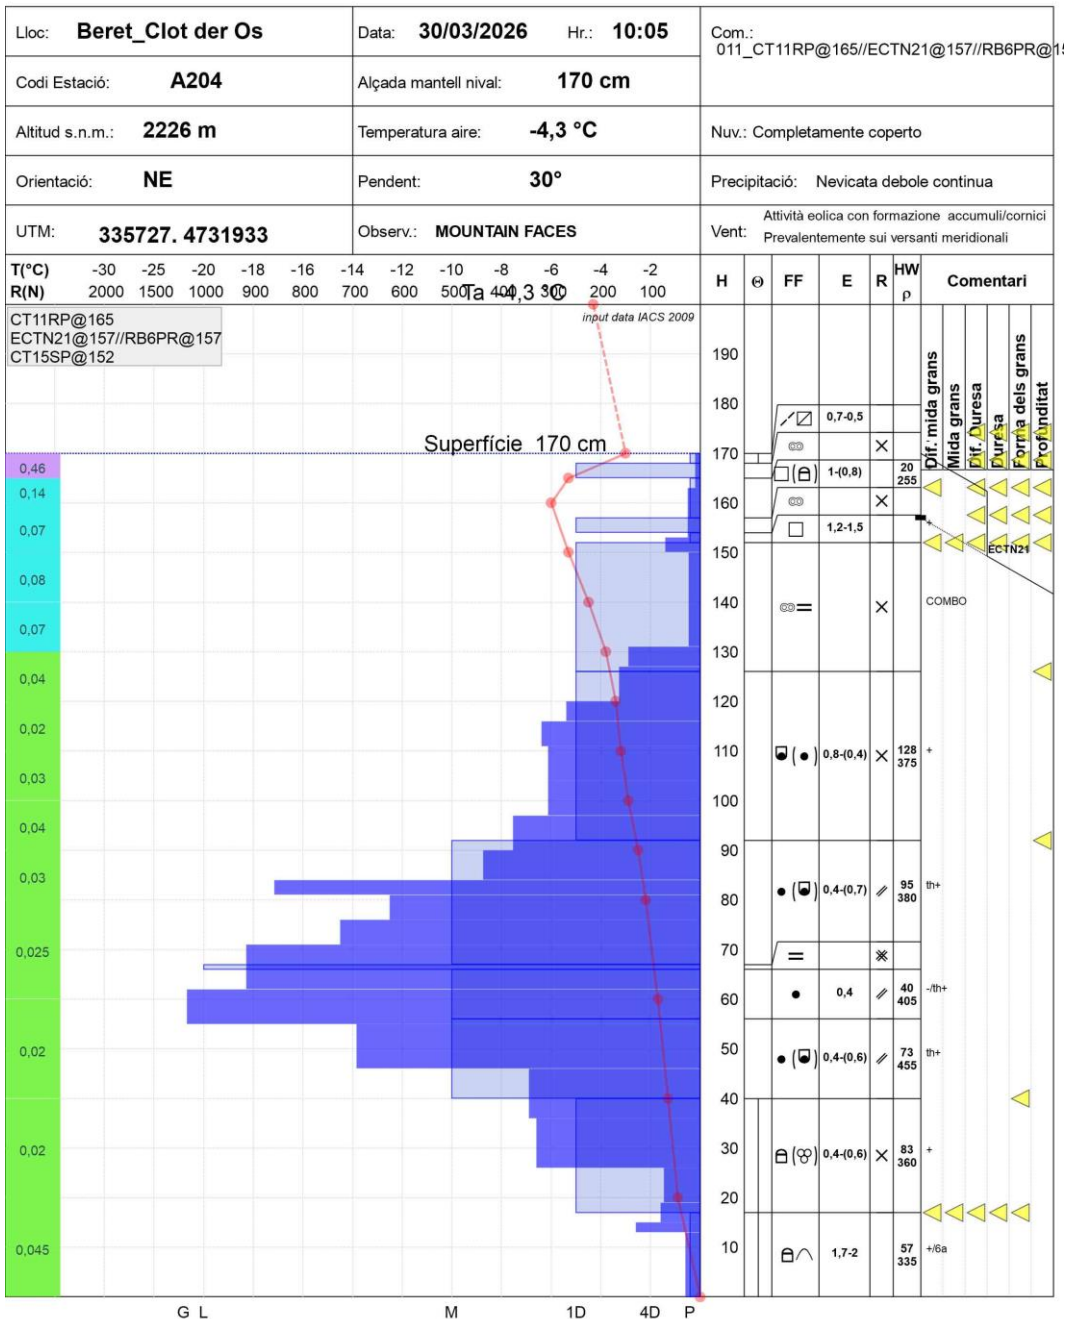 Lloc: Beret_Clot der Os Data: 30/03/2026 Hr.: 10:05 Com.:
011_CT11RP@165//ECTN21@157//RB6PR@1
Codi Estació: A204 Alçada mantell nival: 170 cm
Altitud s.n.m.: 2226 m Temperatura aire: -4,3 °C Nuv.: Completamente coperto
Orientació: NE Pendent: 30° Precipitació: Nevicata debole continua
UTM: 335727. 4731933 Observ.: MOUNTAIN FACES Vent: Attività eolica con formazione accumuli/cornici
Prevalentemente sui versanti meridionali
T(°C) -30 -25 -20 -18 -16 -14 -12 -10 -8 -6 -4 -2
R(N) 2000 1500 1000 900 800 700 600 500 400 300 200 100
Ta -4,3 °C
H Θ FF E R HW ρ Comentari
input data IACS 2009
CT11RP@165
ECTN21@157//RB6PR@157
CT15SP@152
Dif. mida grans
Mida grans
Dif. Duresa
Duresa
Forma dels grans
Profunditat
190
180
0,7-0,5
Superfície 170 cm
170
0,46
1-(0,8) 20
255
0,14
160
0,07
1,2-1,5 +
150
ECTN21
0,08
140 COMBO
0,07
130
0,04
120
0,02
110 0,8-(0,4) 128 +
375
0,03
100
0,04
90
0,03
80 0,4-(0,7) 95 th+
380
0,025
70
60 0,4 40 -/th+
405
0,02
50 0,4-(0,6) 73 th+
455
40
0,02
30 0,4-(0,6) 83 +
360
20
0,045
10 1,7-2 57 +/6a
335
G L M 1D 4D P